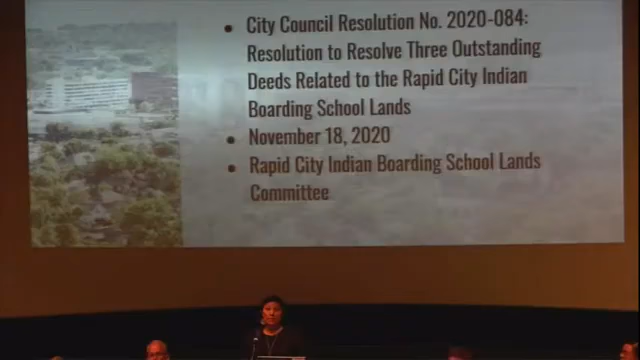 City Council Resolution No. 2020-084:
Resolution to Resolve Three Outstanding
Deeds Related to the Rapid City Indian
Boarding School Lands
November 18, 2020
Rapid City Indian Boarding School Lands
Committee